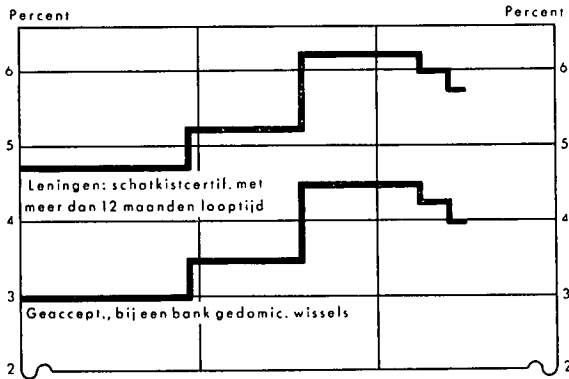 Percent
Percent
6
6
5
5
Leningen: schatkistcertif. met
meer dan 12 maanden looptijd
4
4
3
3
Geaccept., bij een bank gedomic. wissels
2
2